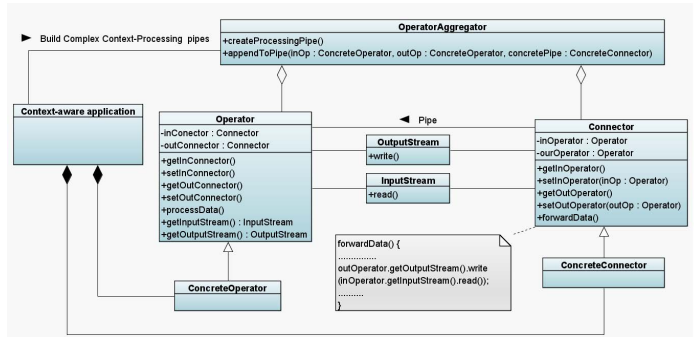 OperatorAggregator
+createProcessingPipe()
+appendToPipe(inOp : ConcreteOperator, outOp : ConcreteOperator, concretePipe : ConcreteConnector)
Build Complex Context-Processing pipes
Context-aware application
Operator
-inConector : Connector
-outConnector : Connector
+getInConnector()
+setInConnector()
+getOutConnector()
+setOutConnector()
+processData()
+getInputStream() : InputStream
+getOutputStream() : OutputStream
Pipe
OutputStream
+write()
InputStream
+read()
Connector
-inOperator : Operator
-ourOperator : Operator
+getInOperator()
+setInOperator(inOp : Operator)
+getOutOperator()
+setOutOperator(outOp : Operator)
+forwardData()
forwardData() {
...............
outOperator.getOutputStream().write
(inOperator.getInputStream().read());
..........
}
ConcreteOperator
ConcreteConnector